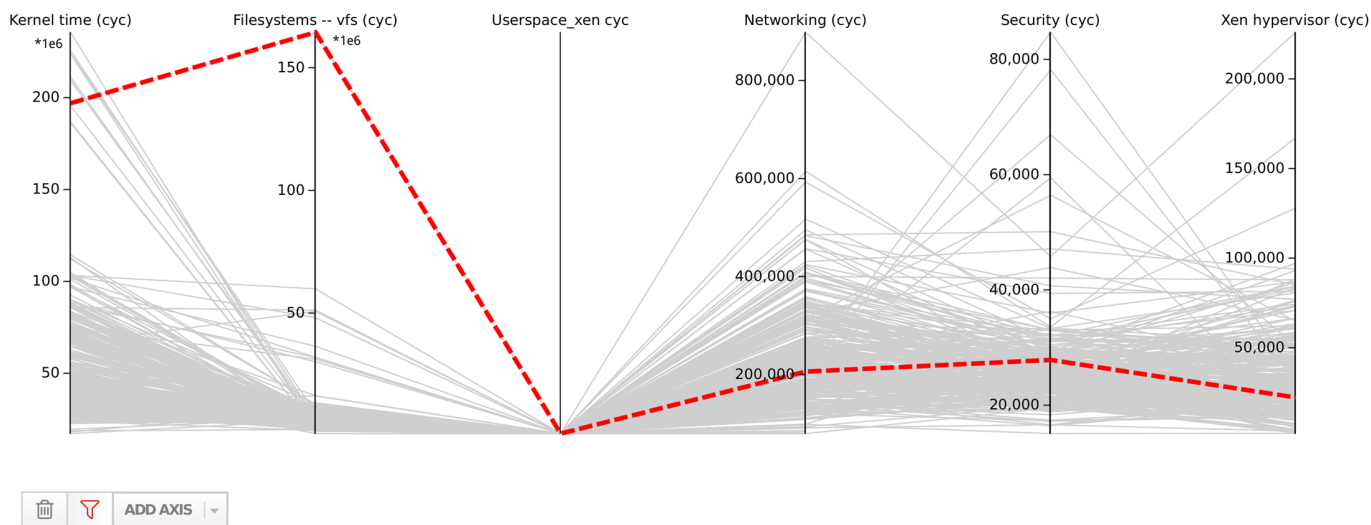 Kernel time (cyc)
Filesystems -- vfs (cyc)
Userspace_xen cyc
Networking (cyc)
Security (cyc)
Xen hypervisor (cyc)
*1e6
200
150
100
50
*1e6
150
100
50
800,000
600,000
400,000
200,000
80,000
60,000
40,000
20,000
200,000
150,000
100,000
50,000
ADD AXIS